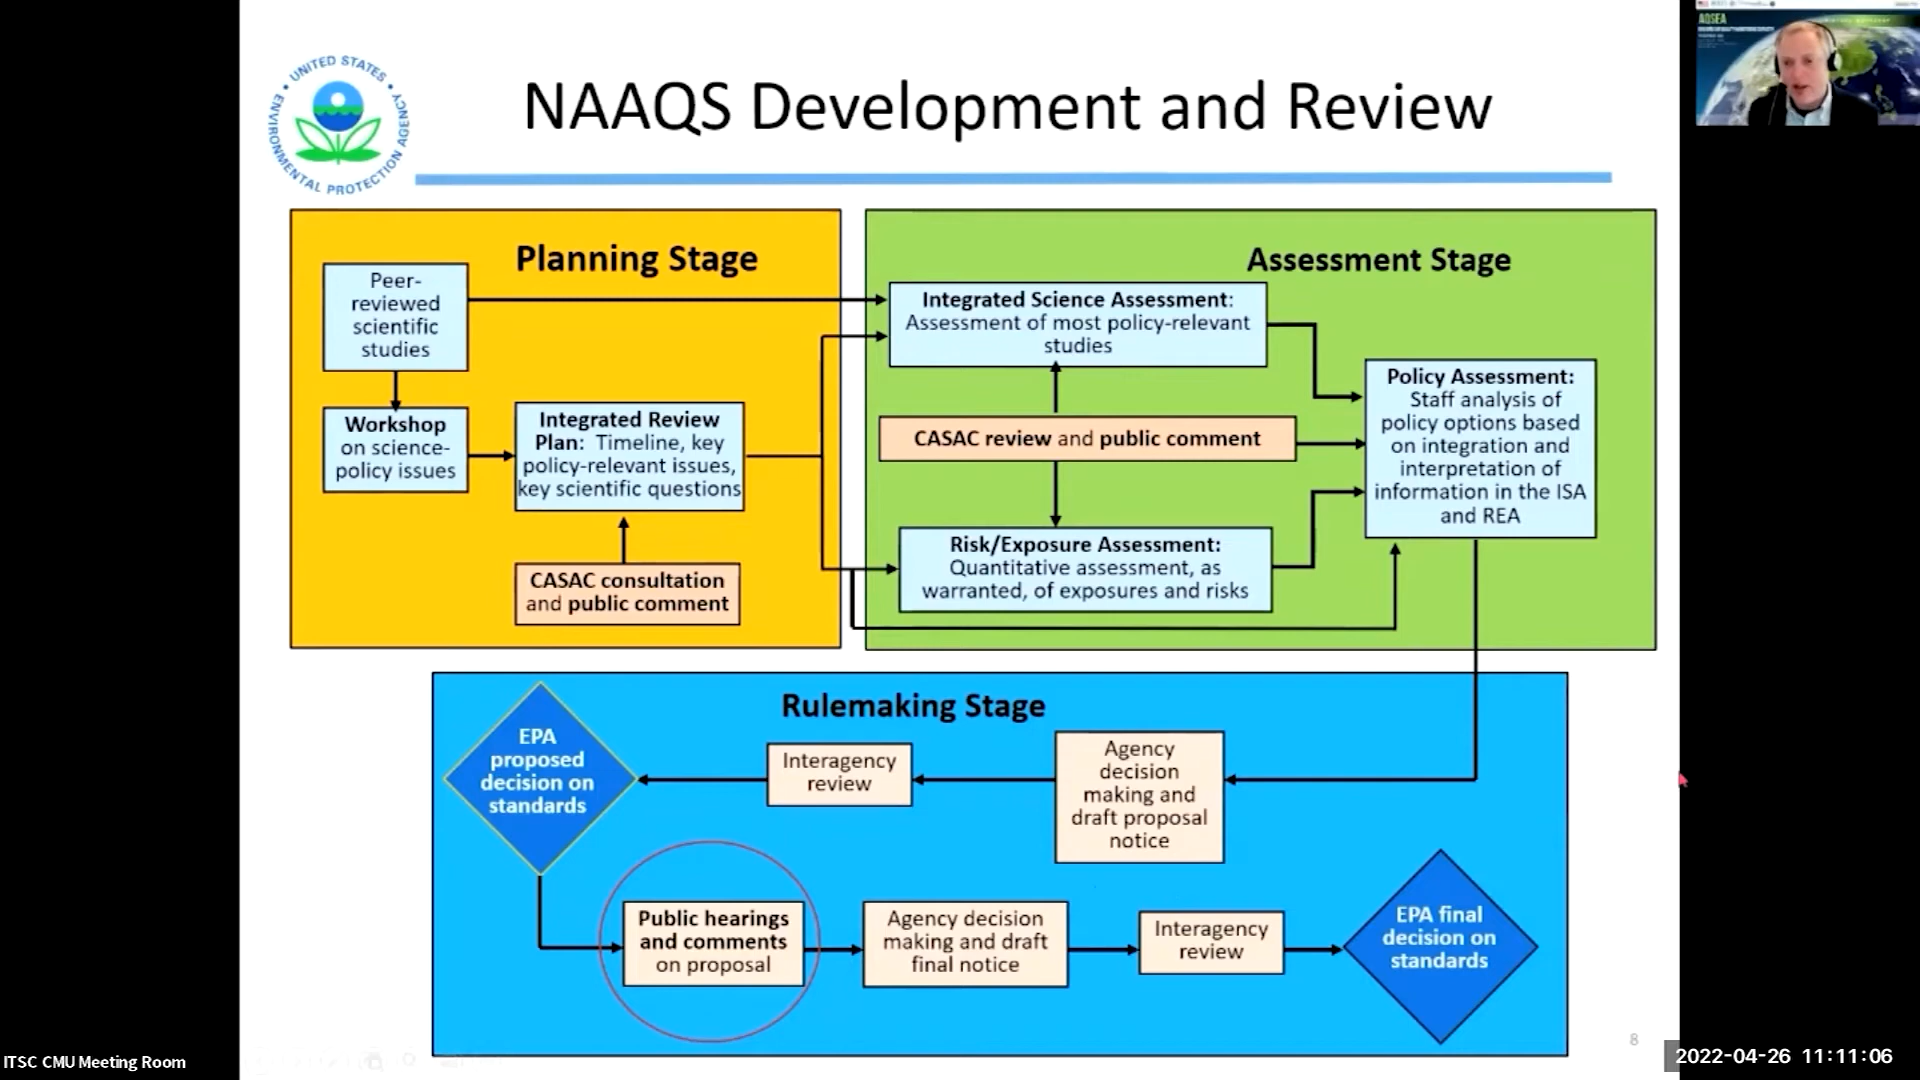 UNITED STATES
ENVIRONMENTAL PROTECTION AGENCY
NAAQS Development and Review
AQSEA
Planning Stage
Peer-
reviewed
scientific
studies
Workshop
on science-
policy issues
Integrated Review
Plan: Timeline, key
policy-relevant issues,
key scientific questions
CASAC consultation
and public comment
Assessment Stage
Integrated Science Assessment:
Assessment of most policy-relevant
studies
CASAC review and public comment
Risk/Exposure Assessment:
Quantitative assessment, as
warranted, of exposures and risks
Policy Assessment:
Staff analysis of
policy options based
on integration and
interpretation of
information in the ISA
and REA
Rulemaking Stage
EPA
proposed
decision on
standards
Interagency
review
Agency
decision
making and
draft proposal
notice
Public hearings
and comments
on proposal
Agency decision
making and draft
final notice
Interagency
review
EPA final
decision on
standards
8
ITSC CMU Meeting Room
2022-04-26 11:11:06